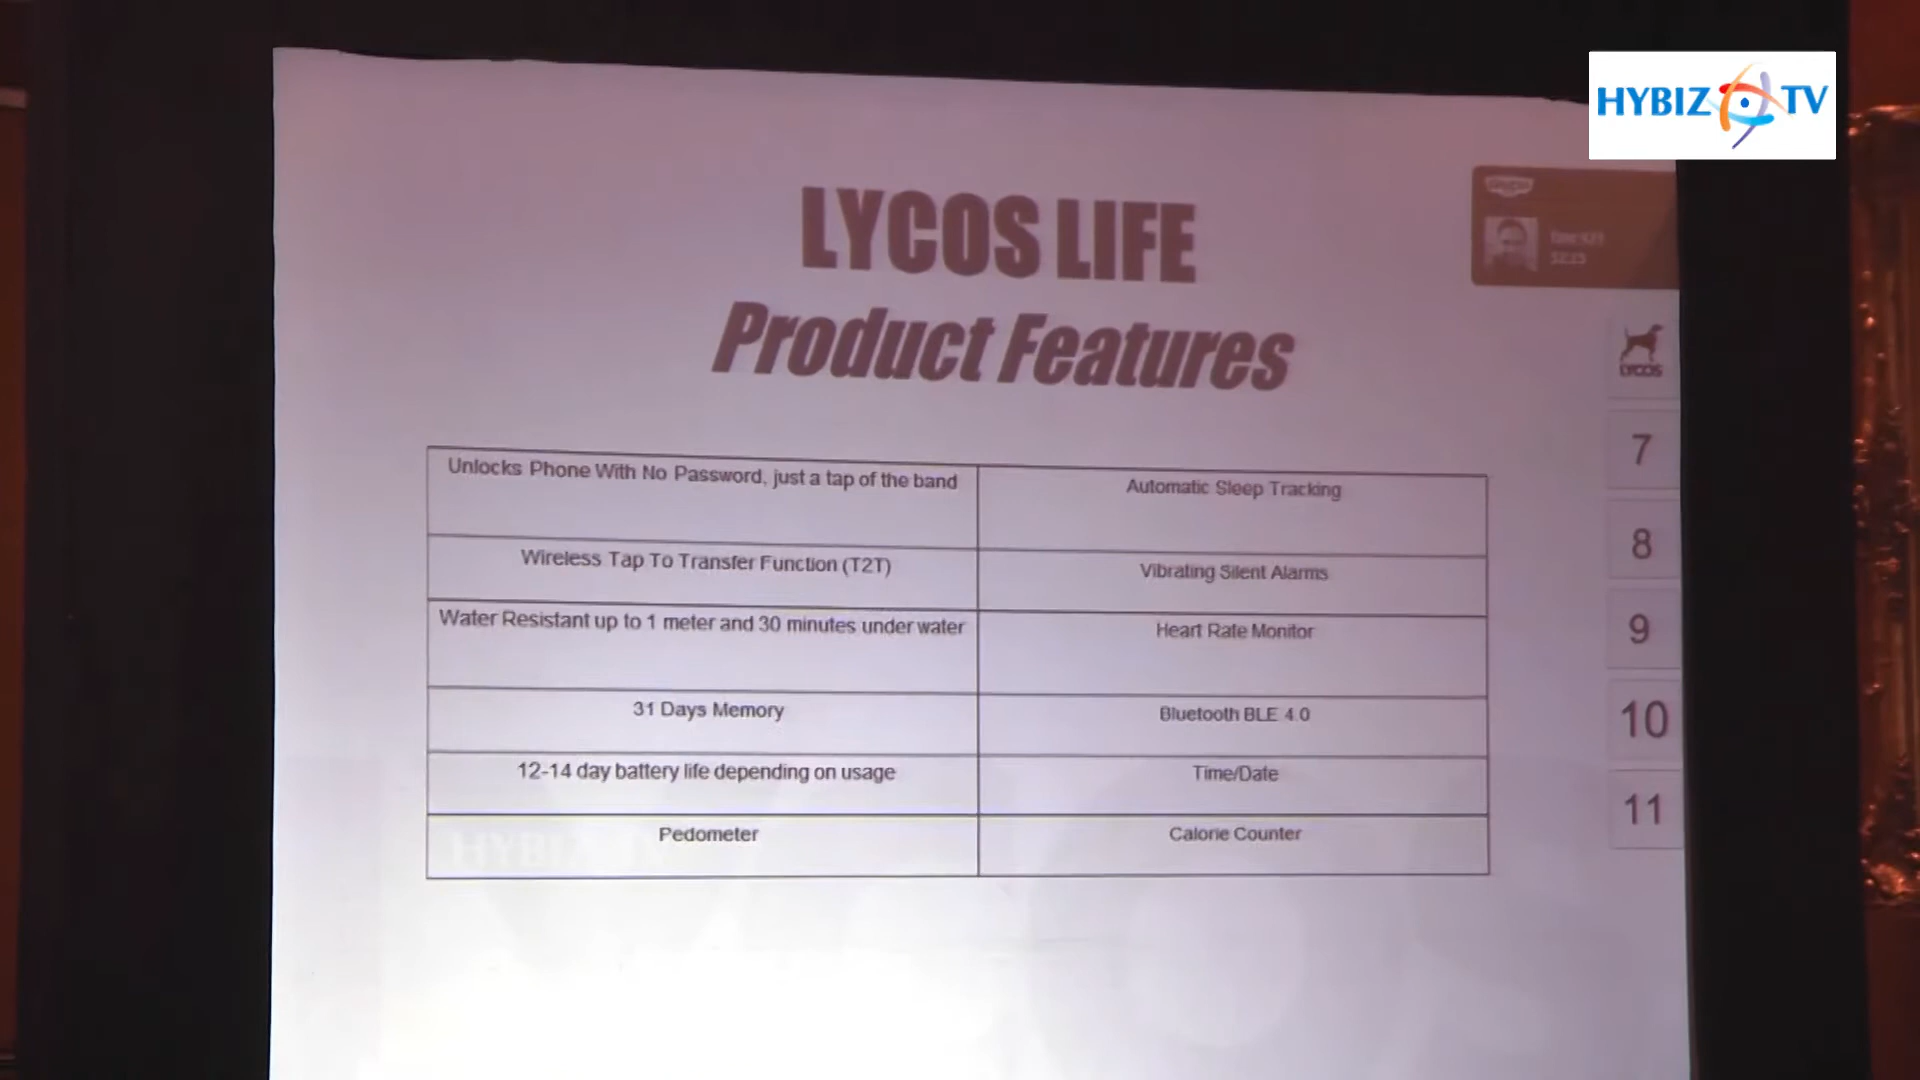 HYBIZ TV
LYCOS LIFE
Product Features
LYCOS
Unlocks Phone With No Password, just a tap of the band
Automatic Sleep Tracking
Wireless Tap To Transfer Function (T2T)
Vibrating Silent Alarms
Water Resistant up to 1 meter and 30 minutes under water
Heart Rate Monitor
31 Days Memory
Bluetooth BLE 4.0
12-14 day battery life depending on usage
Time/Date
Pedometer
Calorie Counter
7
8
9
10
11
HYBIZ TV